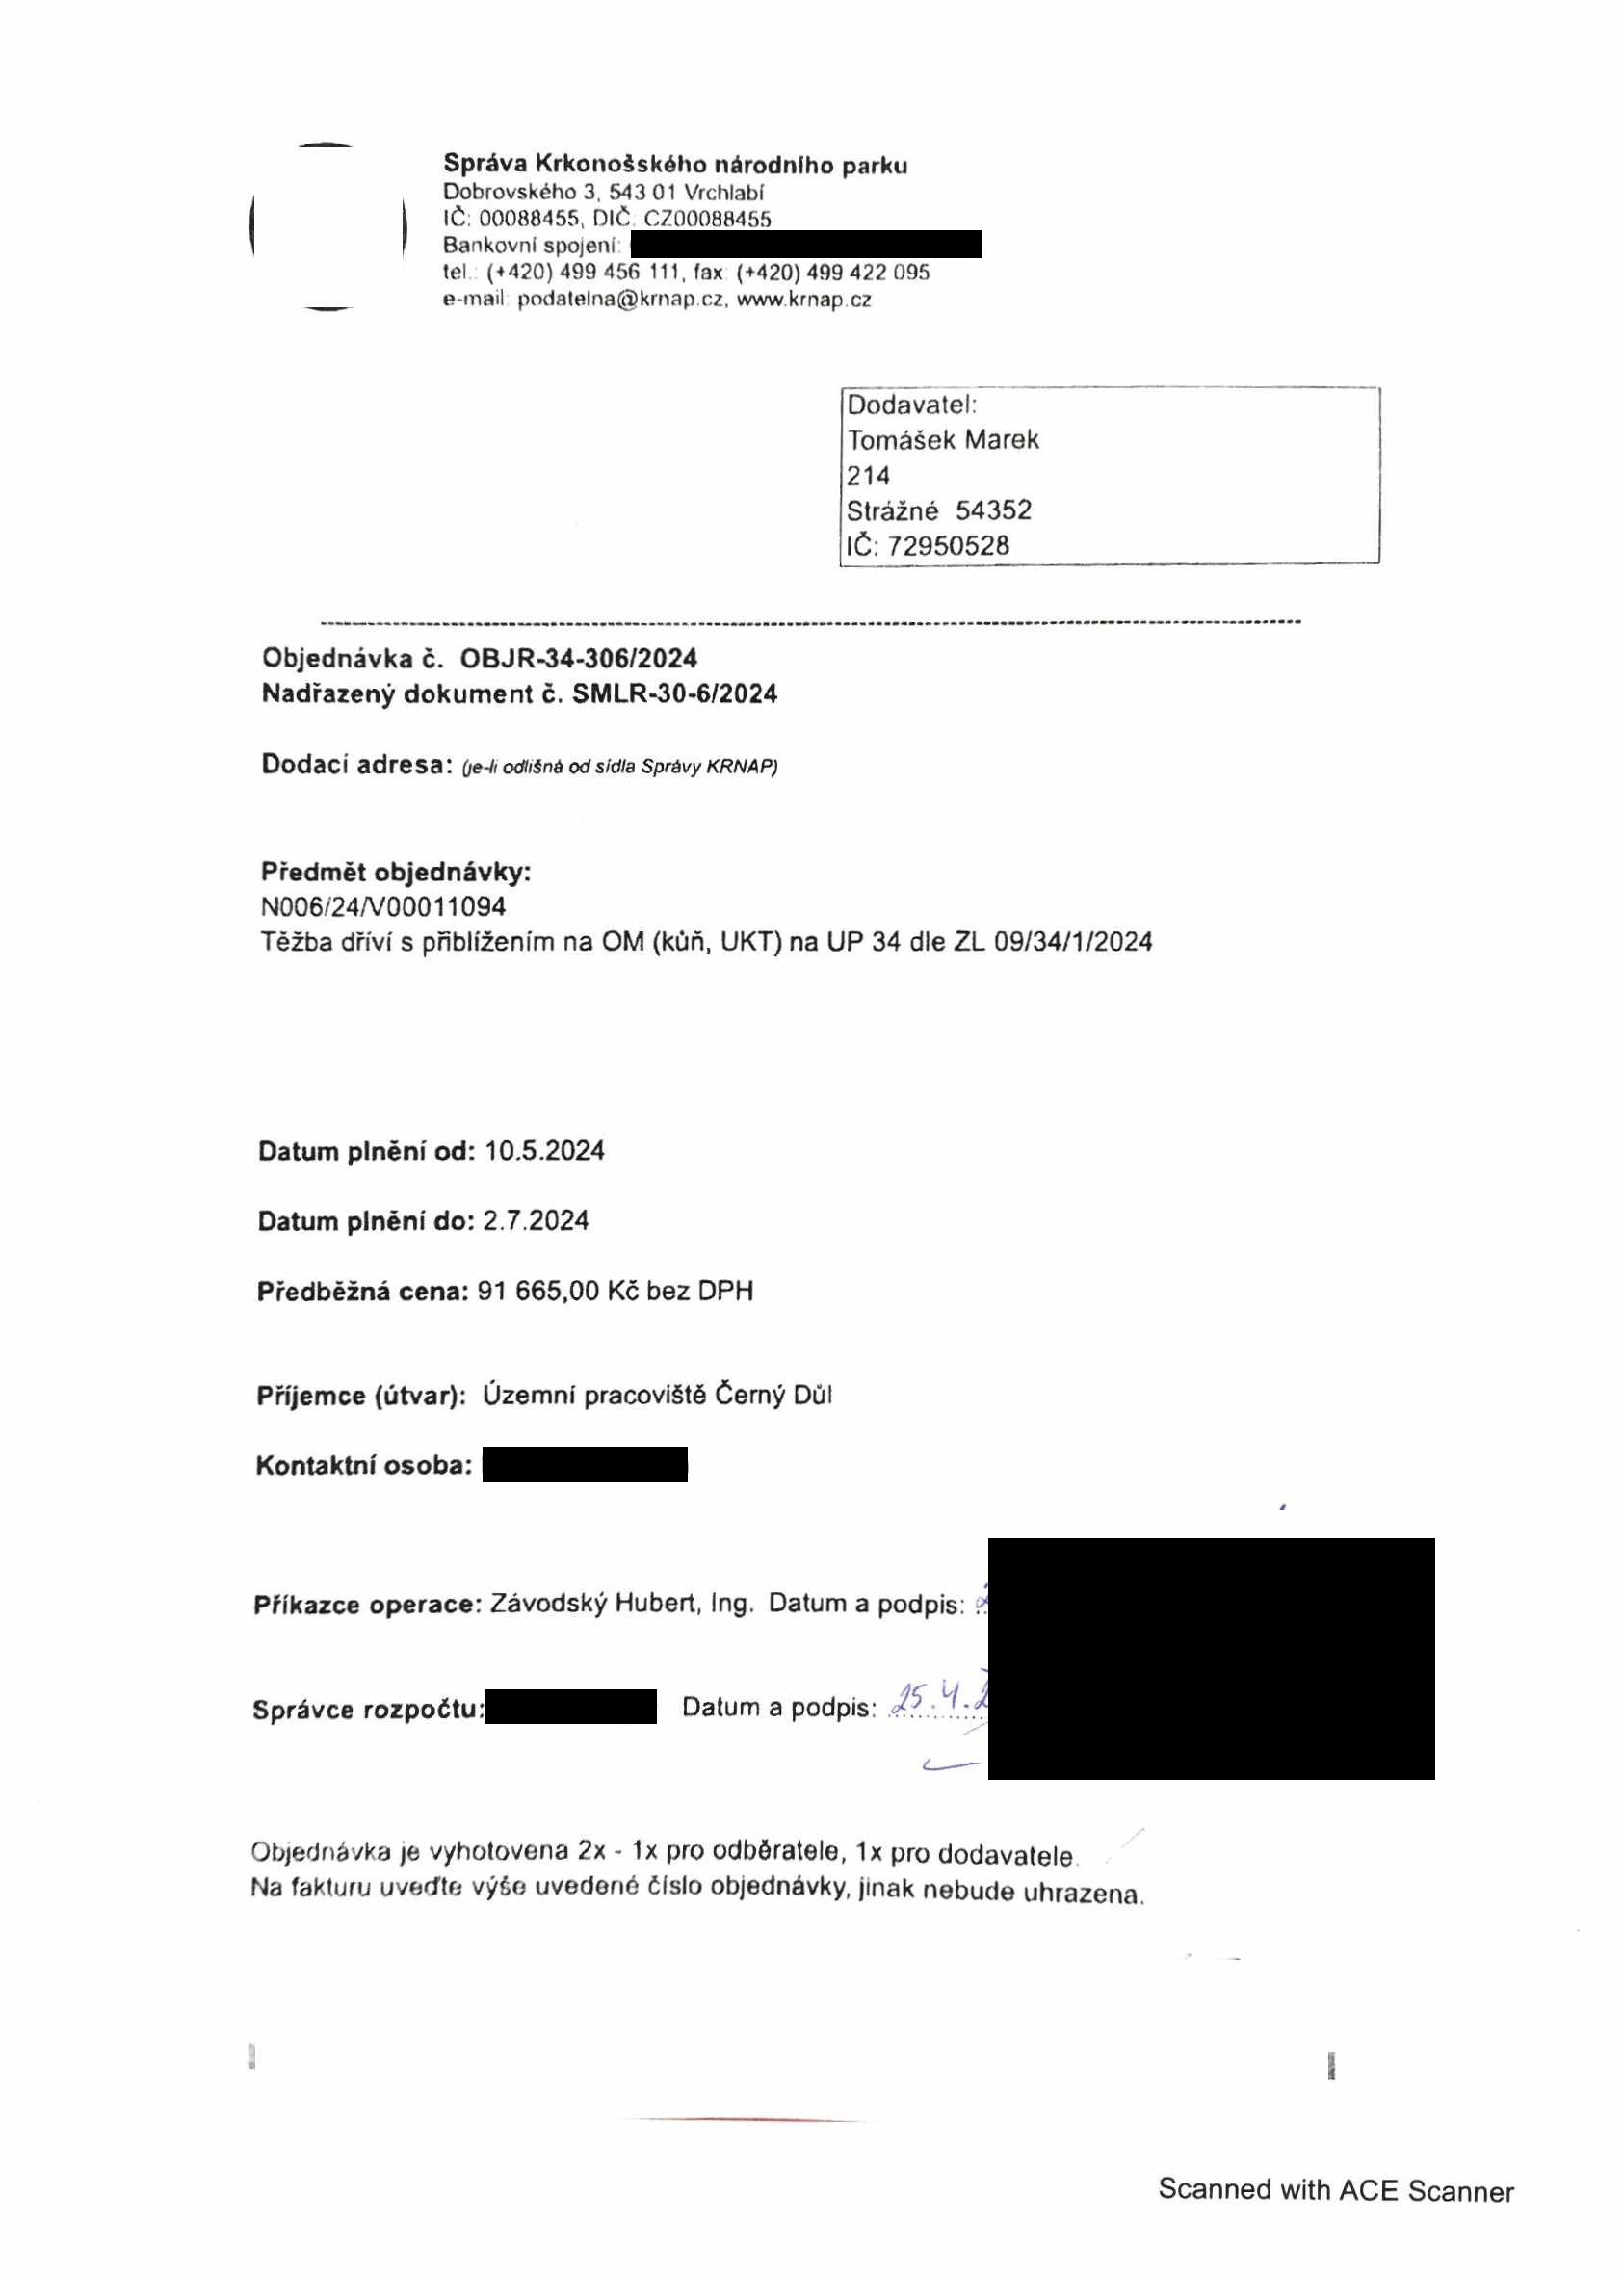 Správa Krkonošského národního parku
Dobrovského 3, 543 01 Vrchlabí
IČ: 00088455, DIČ: CZ00088455
Bankovní spojení:
tel.: (+420) 499 456 111, fax: (+420) 499 422 095
e-mail: podatelna@krnap.cz, www.krnap.cz
Dodavatel:
Tomášek Marek
214
Strážné 54352
IČ: 72950528
Objednávka č. OBJR-34-306/2024
Nadřazený dokument č. SMLR-30-6/2024
Dodací adresa: (je-li odlišná od sídla Správy KRNAP)
Předmět objednávky:
N006/24/V00011094
Těžba dříví s přiblížením na OM (kůň, UKT) na UP 34 dle ZL 09/34/1/2024
Datum plnění od: 10.5.2024
Datum plnění do: 2.7.2024
Předběžná cena: 91 665,00 Kč bez DPH
Příjemce (útvar): Územní pracoviště Černý Důl
Kontaktní osoba:
Příkazce operace: Závodský Hubert, Ing. Datum a podpis:
Správce rozpočtu: Datum a podpis: 25.4.
Objednávka je vyhotovena 2x - 1x pro odběratele, 1x pro dodavatele.
Na fakturu uveďte výše uvedené číslo objednávky, jinak nebude uhrazena.
Scanned with ACE Scanner